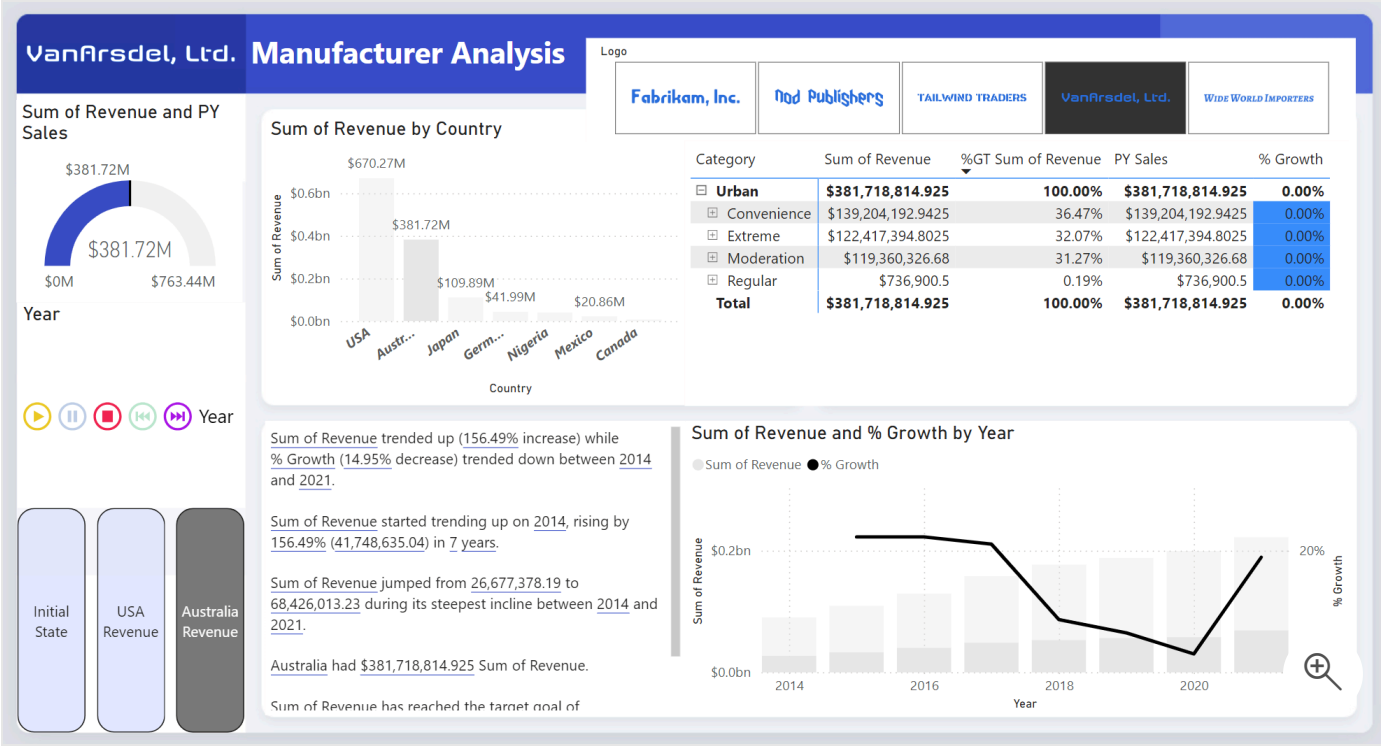 VanArsdel, Ltd.
Manufacturer Analysis
Logo
Fabrikam, Inc.
Nod Publishers
TAILWIND TRADERS
VanArsdel, Ltd.
WIDE WORLD IMPORTERS
Sum of Revenue and PY
Sales
$381.72M
$381.72M
$0M
$763.44M
Year
Year
Initial
State
USA
Revenue
Australia
Revenue
Sum of Revenue by Country
Sum of Revenue
$0.6bn
$0.4bn
$0.2bn
$0.0bn
$670.27M
$381.72M
$109.89M
$41.99M
$20.86M
USA
Austr...
Japan
Germ...
Nigeria
Mexico
Canada
Country
Category Sum of Revenue %GT Sum of Revenue PY Sales % Growth
Urban $381,718,814.925 100.00% $381,718,814.925 0.00%
Convenience $139,204,192.9425 36.47% $139,204,192.9425 0.00%
Extreme $122,417,394.8025 32.07% $122,417,394.8025 0.00%
Moderation $119,360,326.68 31.27% $119,360,326.68 0.00%
Regular $736,900.5 0.19% $736,900.5 0.00%
Total $381,718,814.925 100.00% $381,718,814.925 0.00%
Sum of Revenue trended up (156.49% increase) while
% Growth (14.95% decrease) trended down between 2014
and 2021.
Sum of Revenue started trending up on 2014, rising by
156.49% (41,748,635.04) in 7 years.
Sum of Revenue jumped from 26,677,378.19 to
68,426,013.23 during its steepest incline between 2014 and
2021.
Australia had $381,718,814.925 Sum of Revenue.
Sum of Revenue has reached the target goal of
Sum of Revenue and % Growth by Year
Sum of Revenue % Growth
Sum of Revenue
$0.2bn
$0.0bn
20%
% Growth
2014
2016
2018
2020
Year